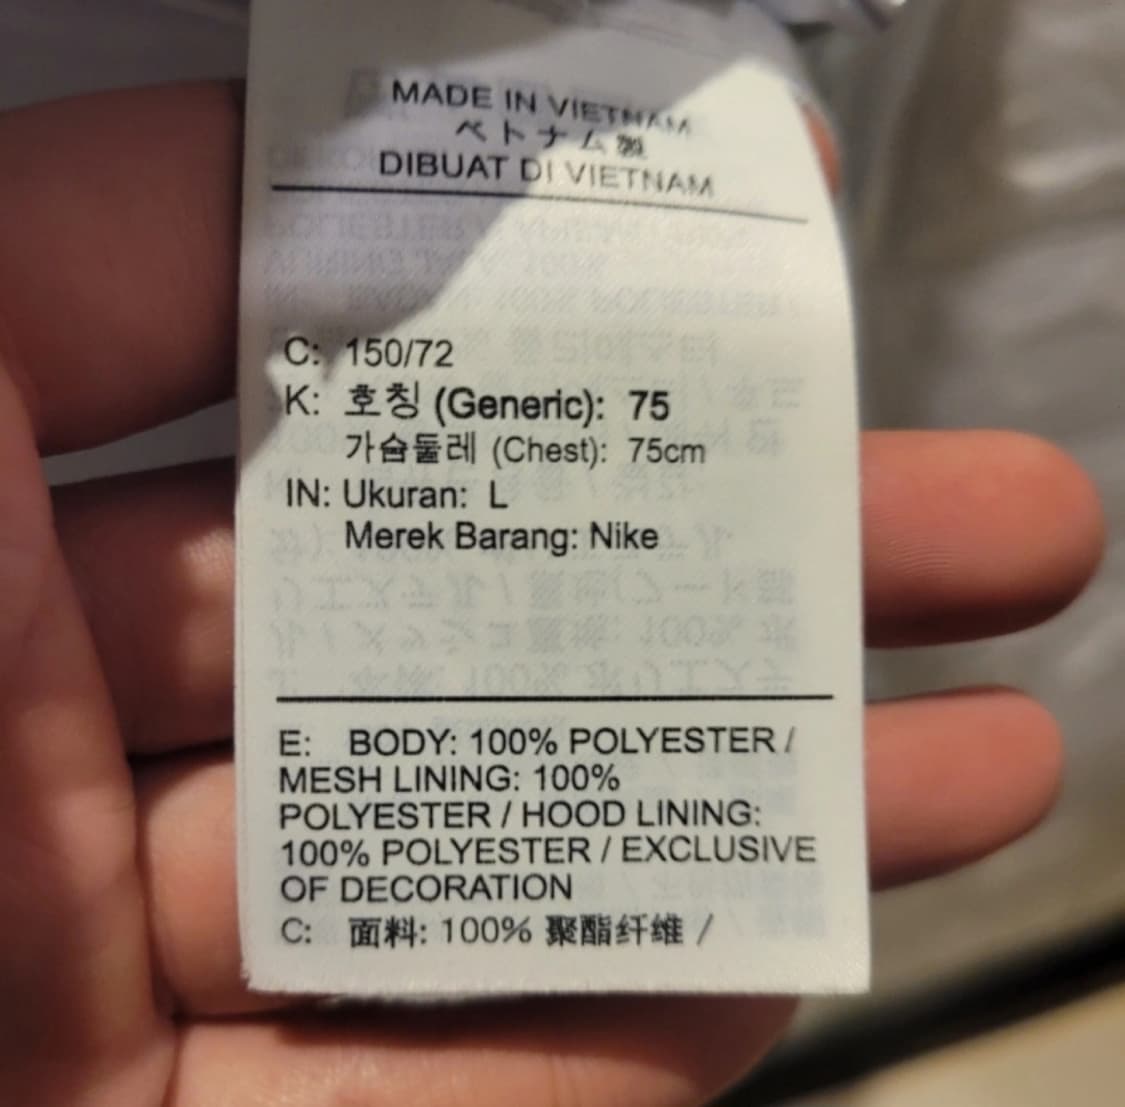 MADE IN VIETNAM
ベトナム製
DIBUAT DI VIETNAM
C: 150/72
K: 호칭 (Generic): 75
가슴둘레 (Chest): 75cm
IN: Ukuran: L
Merek Barang: Nike
E: BODY: 100% POLYESTER /
MESH LINING: 100%
POLYESTER / HOOD LINING:
100% POLYESTER / EXCLUSIVE
OF DECORATION
C: 面料: 100% 聚酯纤维 /